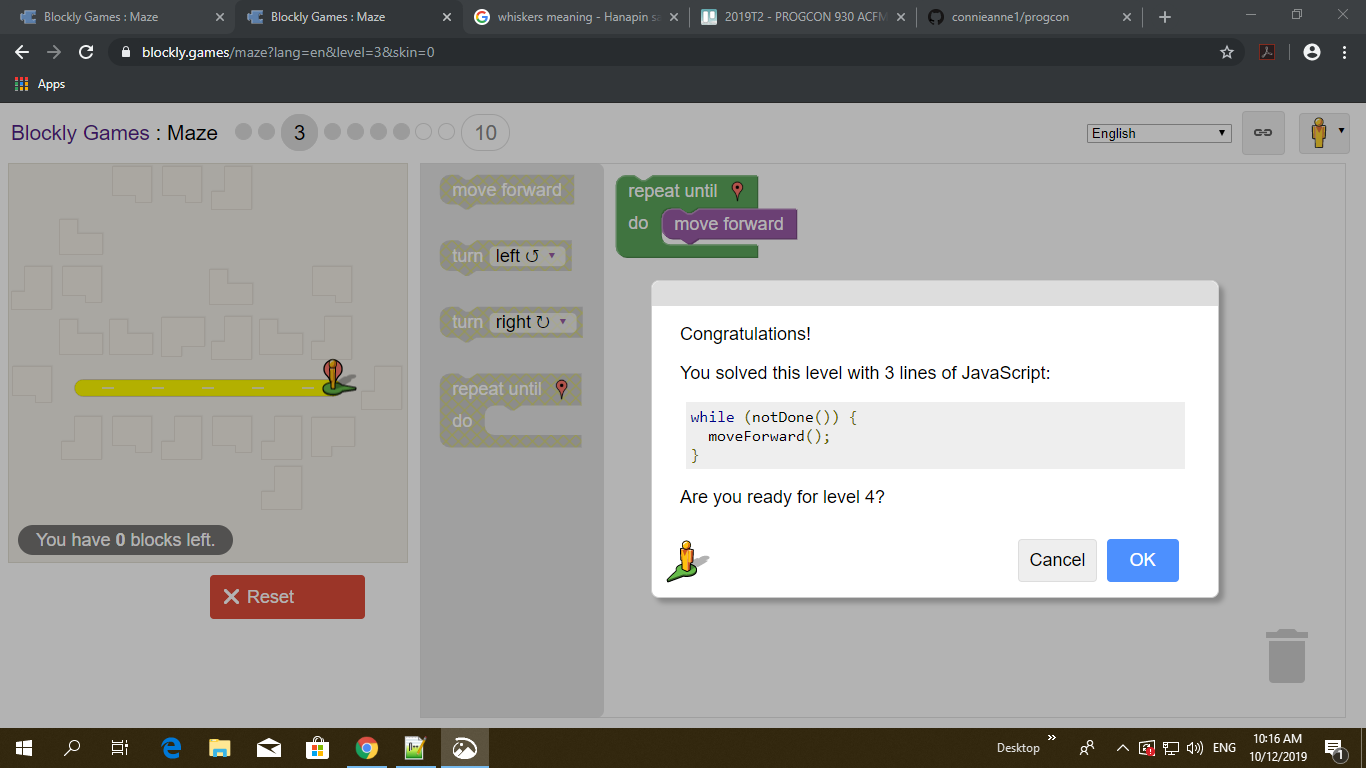 Blockly Games : Maze
Blockly Games : Maze
whiskers meaning - Hanapin sa
2019T2 - PROGCON 930 ACFM
connieanne1/progcon
blockly.games/maze?lang=en&level=3&skin=0
Apps
Blockly Games : Maze
3
10
English
move forward
turn left ↺
turn right ↻
repeat until
do
repeat until
do
move forward
Congratulations!
You solved this level with 3 lines of JavaScript:
while (notDone()) {
moveForward();
}
Are you ready for level 4?
Cancel
OK
You have 0 blocks left.
Reset
Desktop
ENG
10:16 AM
10/12/2019
1